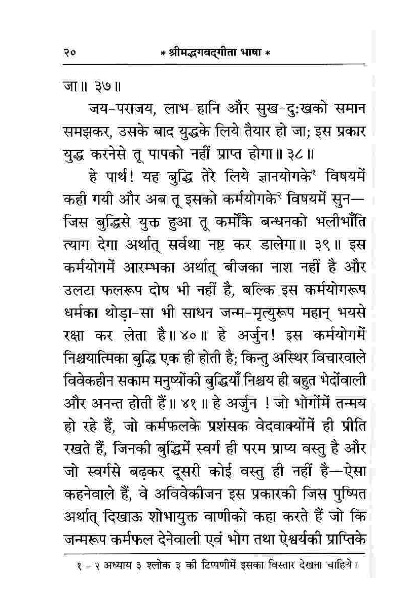 २० * श्रीमद्भगवद्‌गीता भाषा *
जा॥ ३७॥
जय-पराजय, लाभ-हानि और सुख-दुःखको समान
समझकर, उसके बाद युद्धके लिये तैयार हो जा; इस प्रकार
युद्ध करनेसे तू पापको नहीं प्राप्त होगा॥ ३८॥
हे पार्थ! यह बुद्धि तेरे लिये ज्ञानयोगके१ विषयमें
कही गयी और अब तू इसको कर्मयोगके२ विषयमें सुन—
जिस बुद्धिसे युक्त हुआ तू कर्मोंके बन्धनको भलीभाँति
त्याग देगा अर्थात् सर्वथा नष्ट कर डालेगा॥ ३९॥ इस
कर्मयोगमें आरम्भका अर्थात् बीजका नाश नहीं है और
उलटा फलरूप दोष भी नहीं है, बल्कि इस कर्मयोगरूप
धर्मका थोड़ा-सा भी साधन जन्म-मृत्युरूप महान् भयसे
रक्षा कर लेता है॥ ४०॥ हे अर्जुन! इस कर्मयोगमें
निश्चयात्मिका बुद्धि एक ही होती है; किन्तु अस्थिर विचारवाले
विवेकहीन सकाम मनुष्योंकी बुद्धियाँ निश्चय ही बहुत भेदोंवाली
और अनन्त होती हैं॥ ४१॥ हे अर्जुन ! जो भोगोंमें तन्मय
हो रहे हैं, जो कर्मफलके प्रशंसक वेदवाक्योंमें ही प्रीति
रखते हैं, जिनकी बुद्धिमें स्वर्ग ही परम प्राप्य वस्तु है और
जो स्वर्गसे बढ़कर दूसरी कोई वस्तु ही नहीं है—ऐसा
कहनेवाले हैं, वे अविवेकीजन इस प्रकारकी जिस पुष्पित
अर्थात् दिखाऊ शोभायुक्त वाणीको कहा करते हैं जो कि
जन्मरूप कर्मफल देनेवाली एवं भोग तथा ऐश्वर्यकी प्राप्तिके
१ – २ अध्याय ३ श्लोक ३ की टिप्पणीमें इसका विस्तार देखना चाहिये।